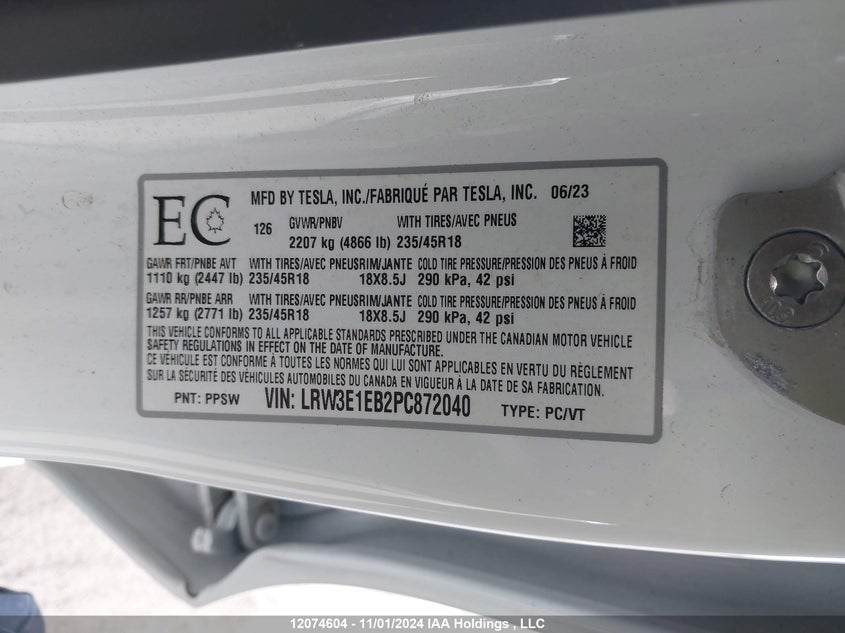 EC
MFD BY TESLA, INC./FABRIQUÉ PAR TESLA, INC. 06/23
126 GVWR/PNBV WITH TIRES/AVEC PNEUS
2207 kg (4866 lb) 235/45R18
GAWR FRT/PNBE AVT WITH TIRES/AVEC PNEUS RIM/JANTE COLD TIRE PRESSURE/PRESSION DES PNEUS À FROID
1110 kg (2447 lb) 235/45R18 18X8.5J 290 kPa, 42 psi
GAWR RR/PNBE ARR WITH TIRES/AVEC PNEUS RIM/JANTE COLD TIRE PRESSURE/PRESSION DES PNEUS À FROID
1257 kg (2771 lb) 235/45R18 18X8.5J 290 kPa, 42 psi
THIS VEHICLE CONFORMS TO ALL APPLICABLE STANDARDS PRESCRIBED UNDER THE CANADIAN MOTOR VEHICLE
SAFETY REGULATIONS IN EFFECT ON THE DATE OF MANUFACTURE.
CE VÉHICULE EST CONFORME À TOUTES LES NORMES QUI LUI SONT APPLICABLES EN VERTU DU RÈGLEMENT
SUR LA SÉCURITÉ DES VÉHICULES AUTOMOBILES DU CANADA EN VIGUEUR À LA DATE DE SA FABRICATION.
PNT: PPSW VIN: LRW3E1EB2PC872040 TYPE: PC/VT
12074604 - 11/01/2024 IAA Holdings , LLC